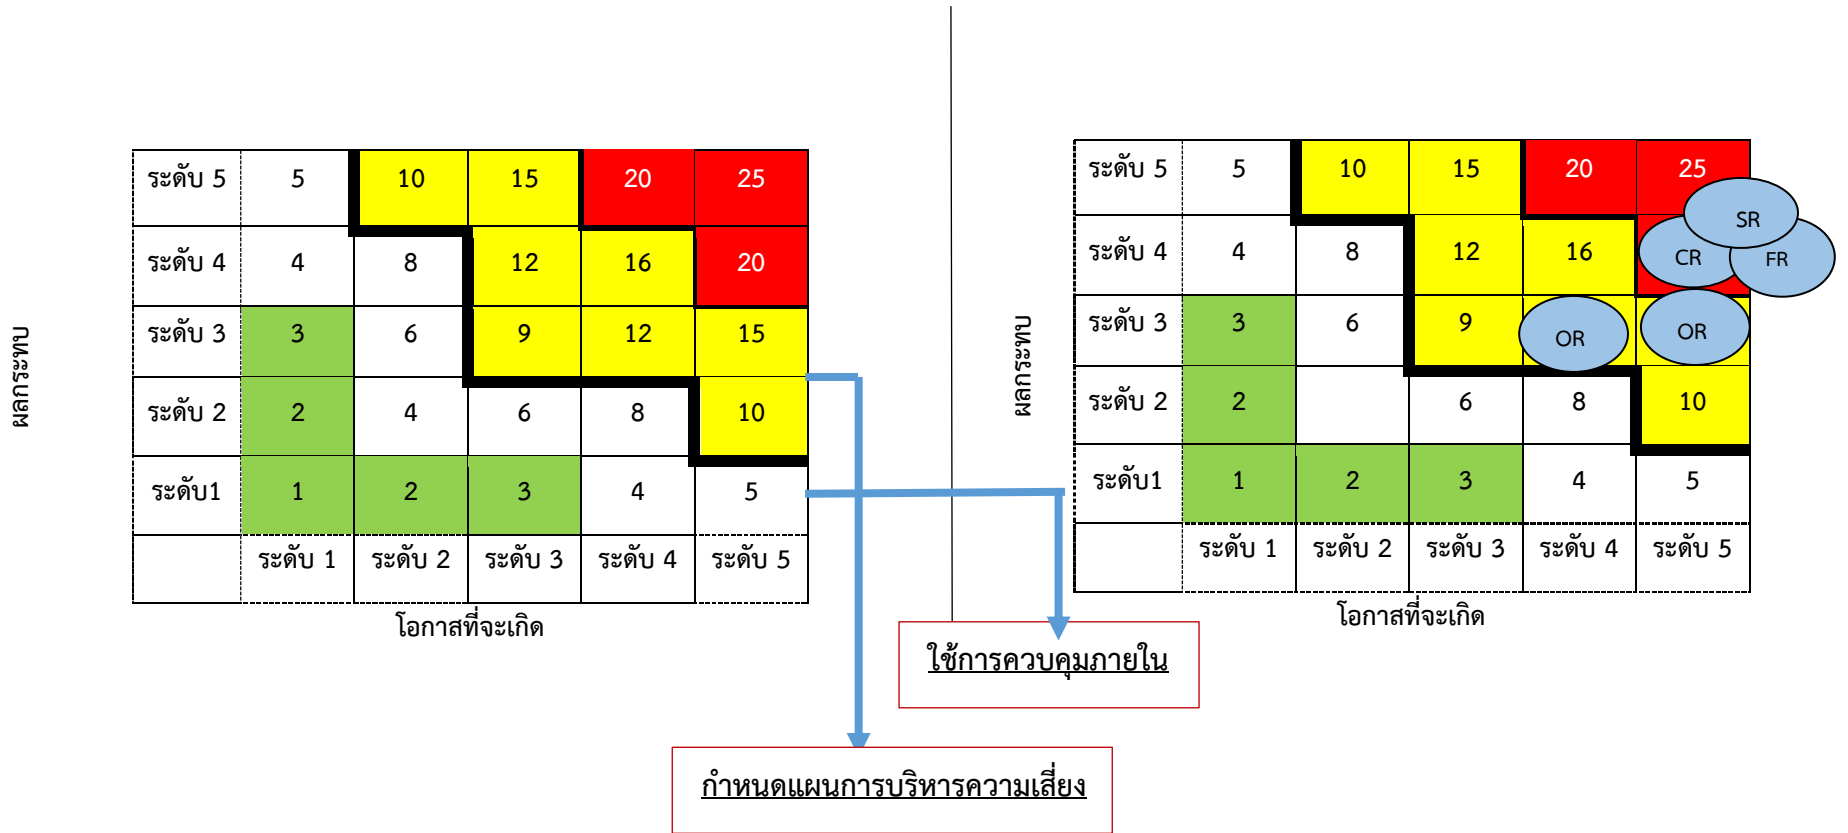 ผลกระทบ
ระดับ 5 5 10 15 20 25
ระดับ 4 4 8 12 16 20
ระดับ 3 3 6 9 12 15
ระดับ 2 2 4 6 8 10
ระดับ1 1 2 3 4 5
ระดับ 1 ระดับ 2 ระดับ 3 ระดับ 4 ระดับ 5
โอกาสที่จะเกิด
ผลกระทบ
ระดับ 5 5 10 15 20 25
SR
ระดับ 4 4 8 12 16 CR FR
ระดับ 3 3 6 9 OR OR
ระดับ 2 2 6 8 10
ระดับ1 1 2 3 4 5
ระดับ 1 ระดับ 2 ระดับ 3 ระดับ 4 ระดับ 5
โอกาสที่จะเกิด
ใช้การควบคุมภายใน
กำหนดแผนการบริหารความเสี่ยง